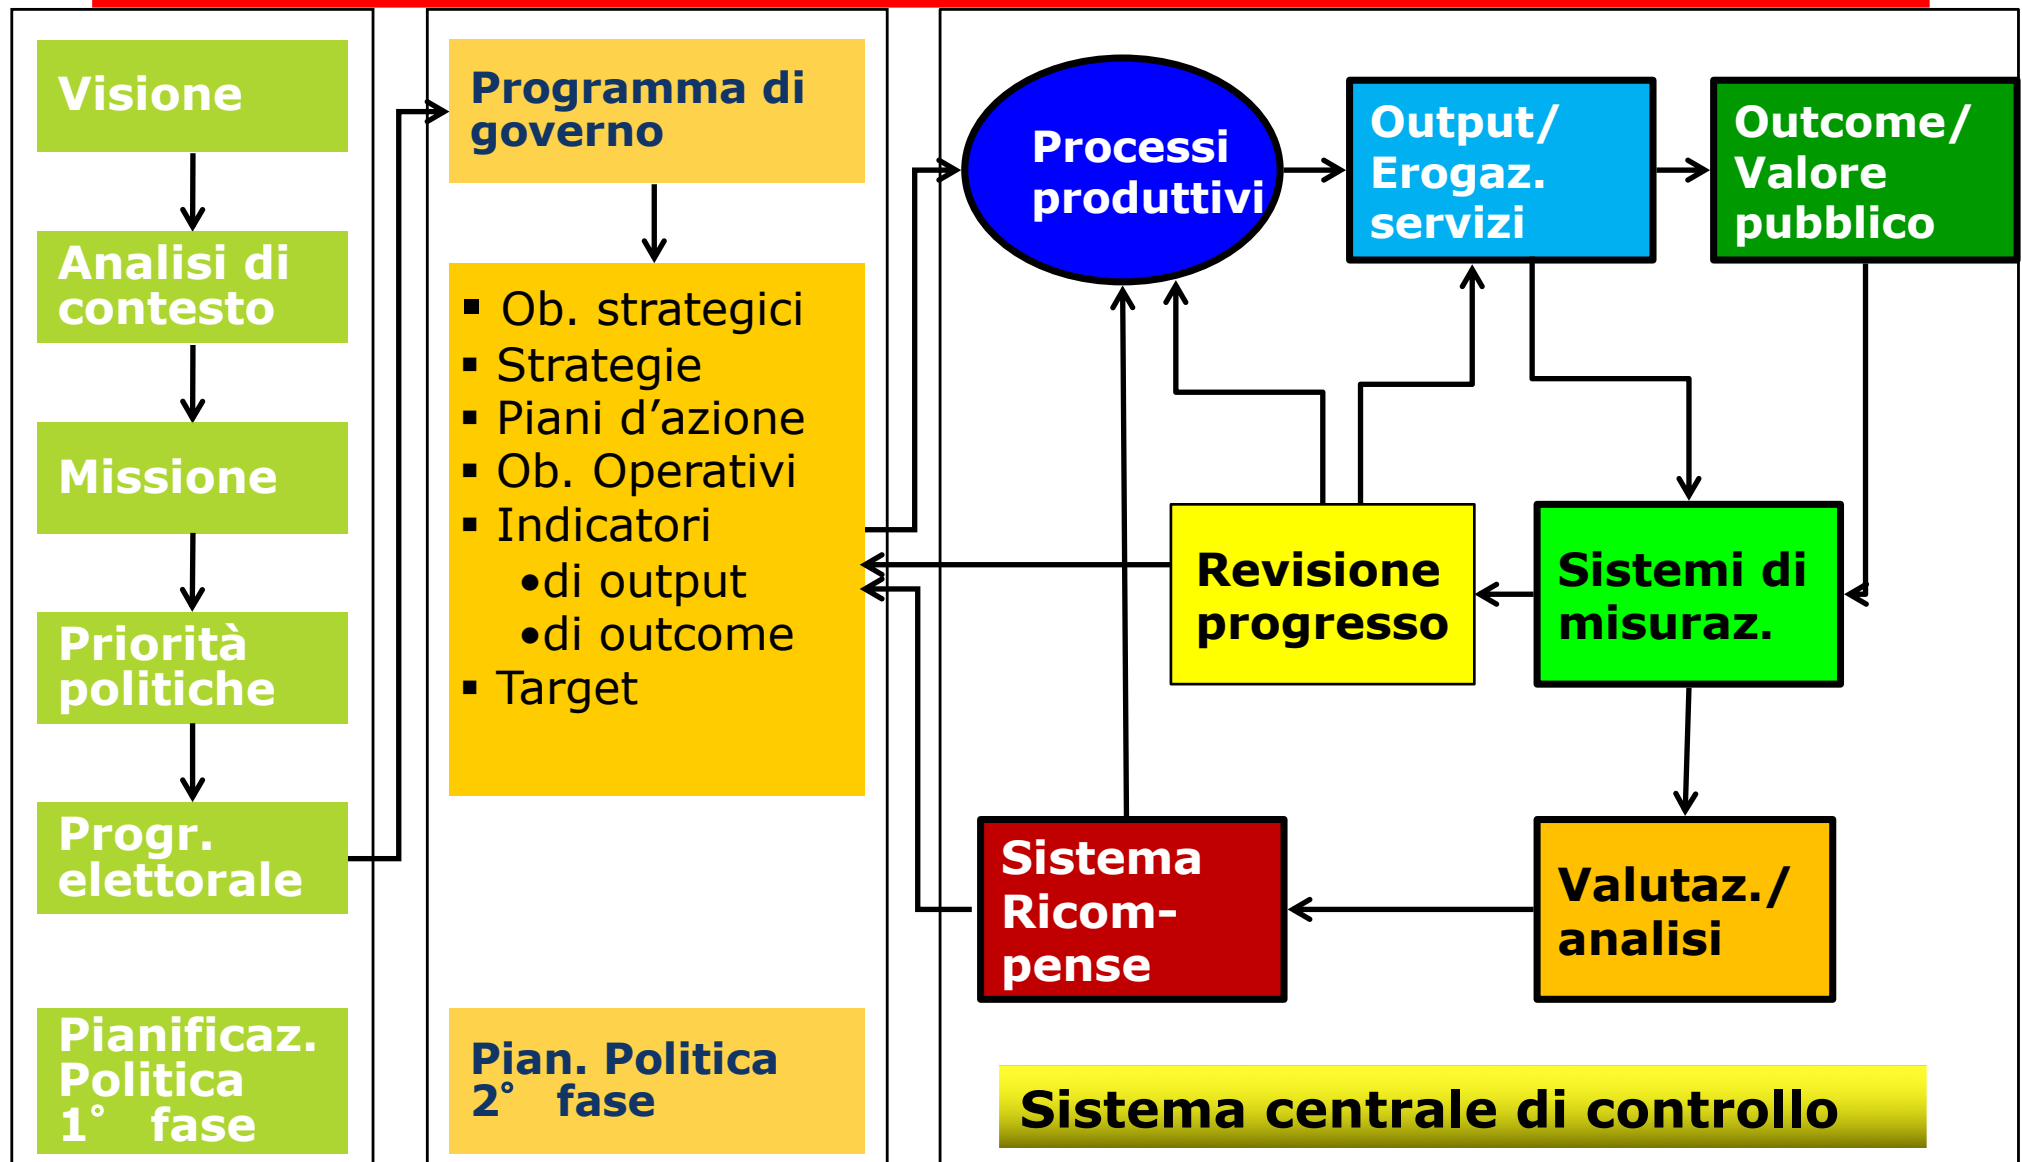 Visione
Analisi di
contesto
Missione
Priorità
politiche
Progr.
elettorale
Pianificaz.
Politica
1° fase
Programma di
governo
▪ Ob. strategici
▪ Strategie
▪ Piani d’azione
▪ Ob. Operativi
▪ Indicatori
•di output
•di outcome
▪ Target
Pian. Politica
2° fase
Processi
produttivi
Output/
Erogaz.
servizi
Outcome/
Valore
pubblico
Revisione
progresso
Sistemi di
misuraz.
Sistema
Ricom-
pense
Valutaz./
analisi
Sistema centrale di controllo